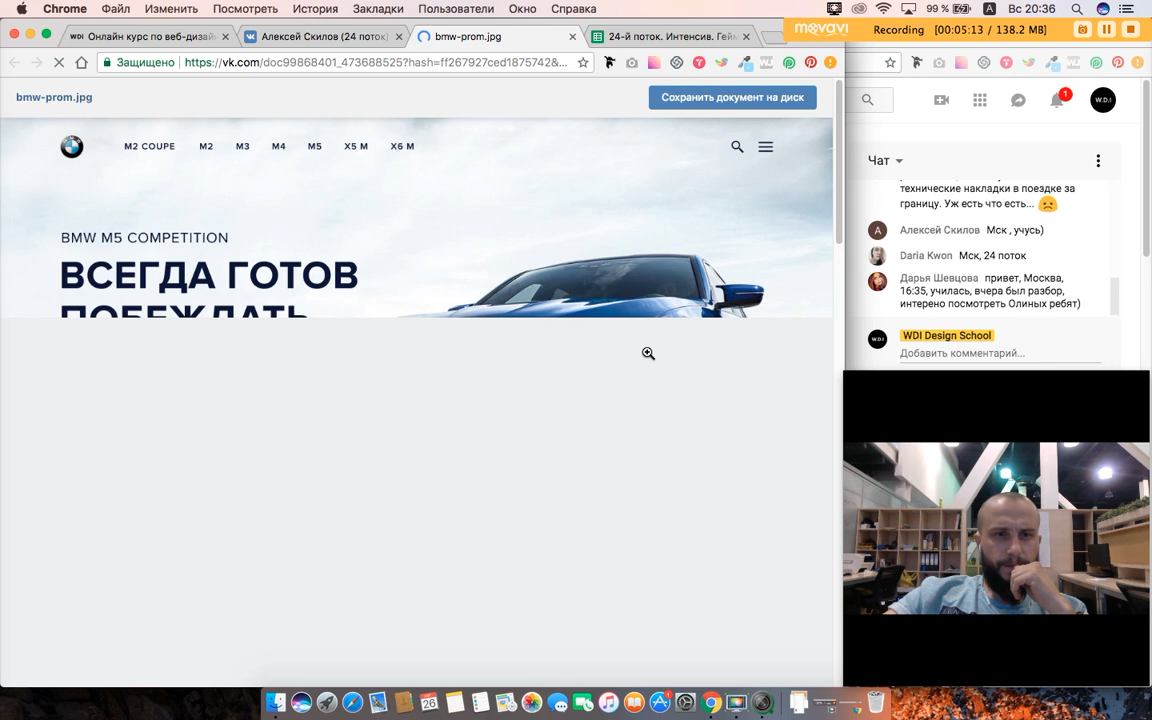 Chrome Файл Изменить Посмотреть История Закладки Пользователи Окно Справка
99 % Вс 20:36
Онлайн курс по веб-дизай
Алексей Скилов (24 поток)
bmw-prom.jpg
24-й поток. Интенсив. Гейм
movavi
Recording [00:05:13 / 138.2 MB]
Защищено https://vk.com/doc99868401_473688525?hash=ff267927ced1875742&...
bmw-prom.jpg
Сохранить документ на диск
M2 COUPE M2 M3 M4 M5 X5 M X6 M
BMW M5 COMPETITION
ВСЕГДА ГОТОВ
ПОБЕЖДАТЬ
1
W.D.I
Чат
технические накладки в поездке за
границу. Уж есть что есть...
А
Алексей Скилов Мск , учусь)
Daria Kwon Мск, 24 поток
Дарья Шевцова привет, Москва,
16:35, училась, вчера был разбор,
интерено посмотреть Олиных ребят)
WDI Design School
Добавить комментарий...
26